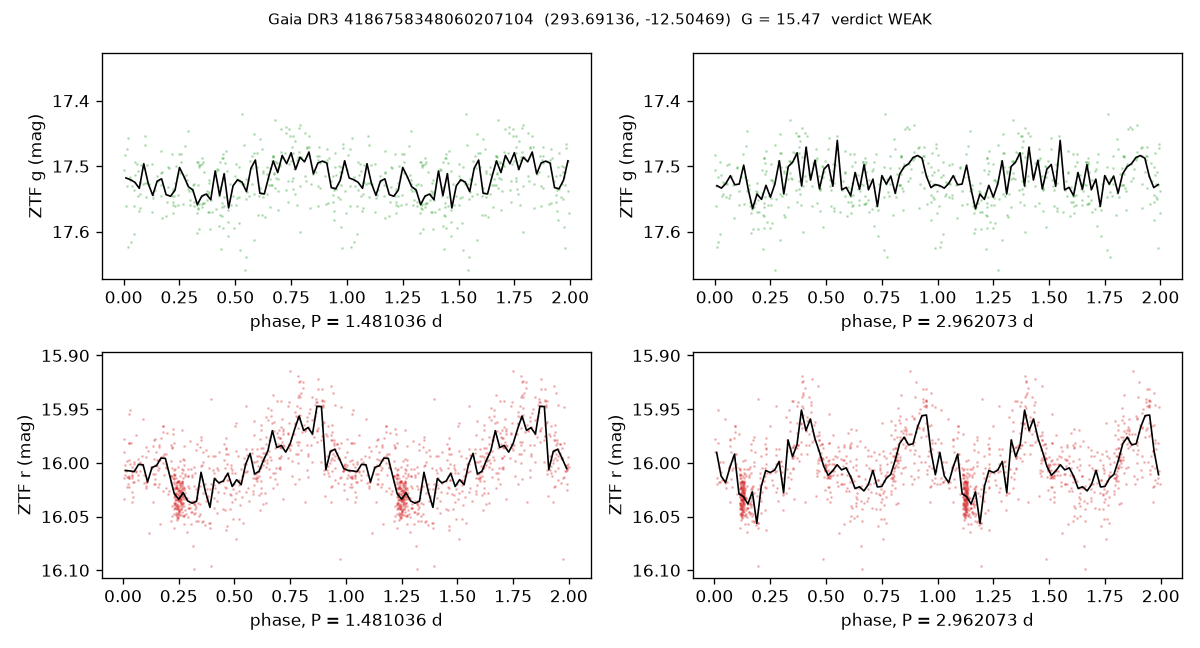 Gaia DR3 4186758348060207104 (293.69136, -12.50469) G = 15.47 verdict WEAK
ZTF g (mag)
17.4
17.5
17.6
0.00 0.25 0.50 0.75 1.00 1.25 1.50 1.75 2.00
phase, P = 1.481036 d
ZTF g (mag)
17.4
17.5
17.6
0.00 0.25 0.50 0.75 1.00 1.25 1.50 1.75 2.00
phase, P = 2.962073 d
ZTF r (mag)
15.90
15.95
16.00
16.05
16.10
0.00 0.25 0.50 0.75 1.00 1.25 1.50 1.75 2.00
phase, P = 1.481036 d
ZTF r (mag)
15.90
15.95
16.00
16.05
16.10
0.00 0.25 0.50 0.75 1.00 1.25 1.50 1.75 2.00
phase, P = 2.962073 d